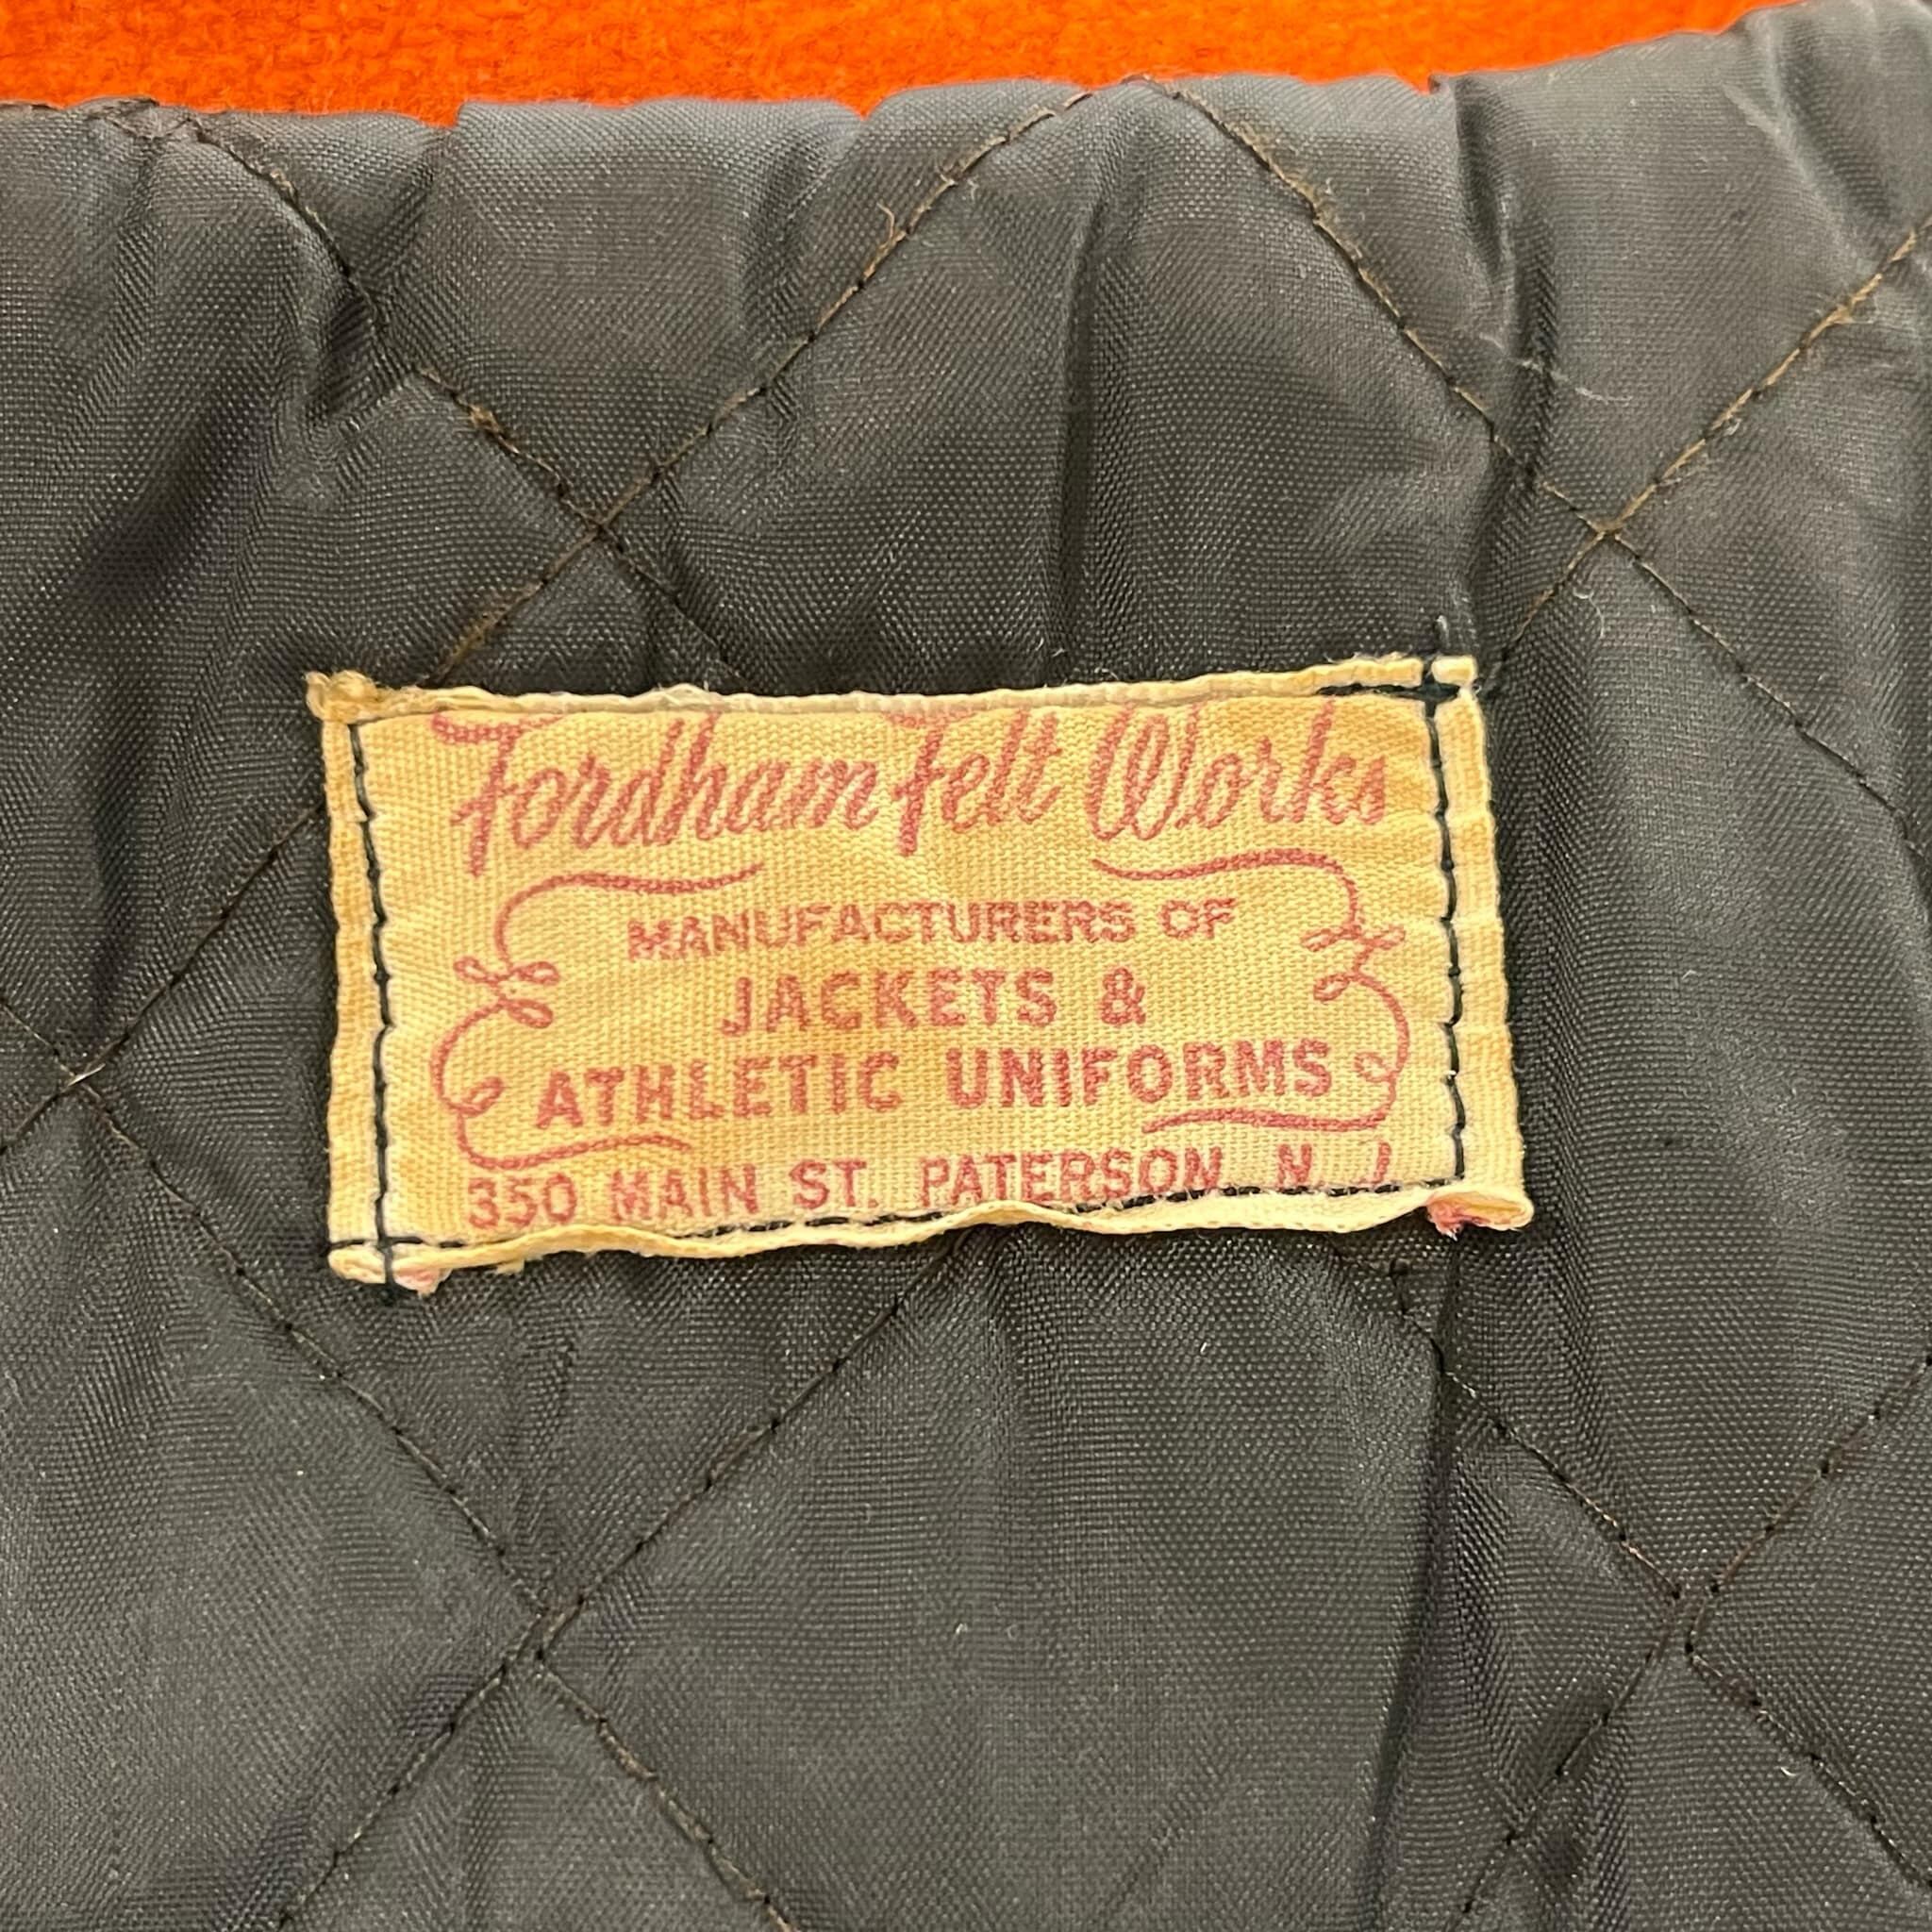 Fordham Felt Works
MANUFACTURERS OF
JACKETS &
ATHLETIC UNIFORMS
350 MAIN ST. PATERSON, N. J.